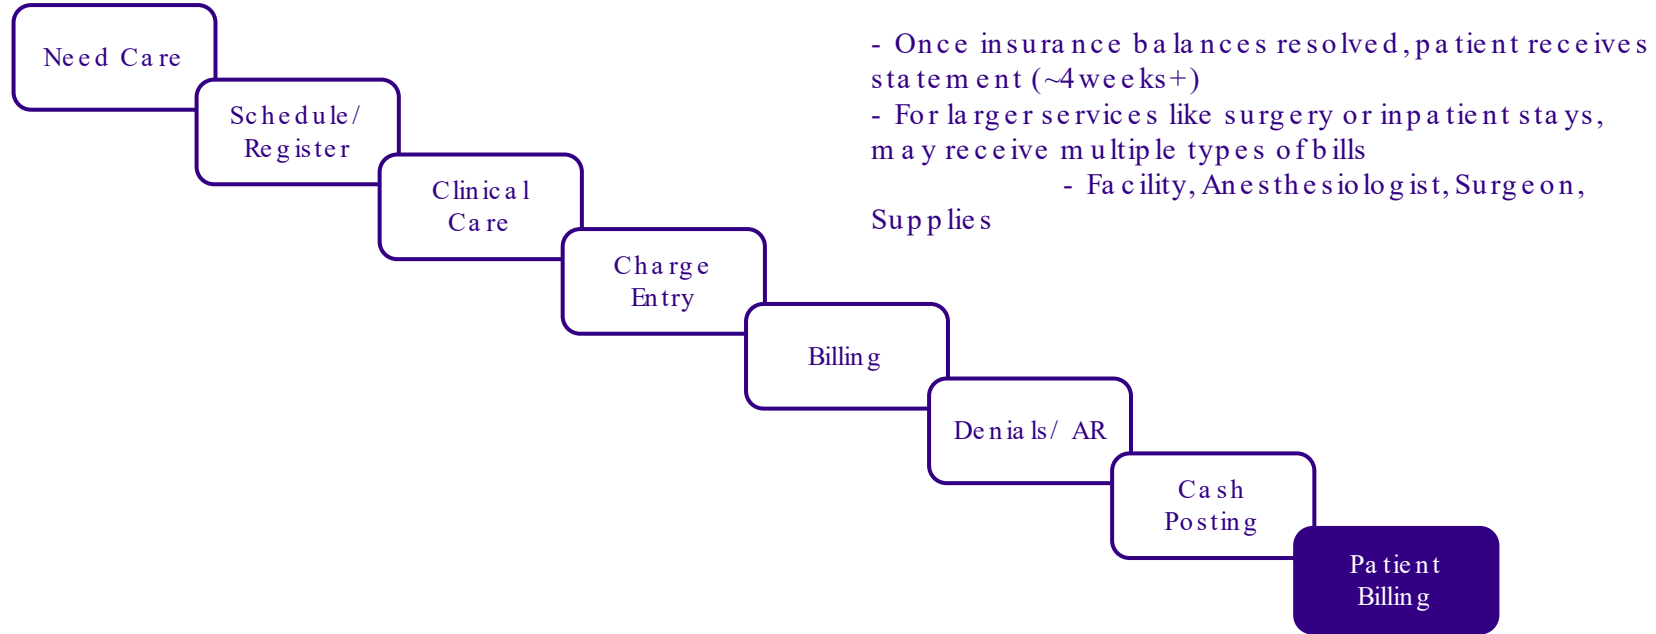 Need Care
Schedule/
Register
Clinical
Care
Charge
Entry
Billing
Denials/ AR
Cash
Posting
Patient
Billing
- Once insurance balances resolved, patient receives
statement (~4weeks+)
- For larger services like surgery or inpatient stays,
may receive multiple types of bills
- Facility, Anesthesiologist, Surgeon,
Supplies